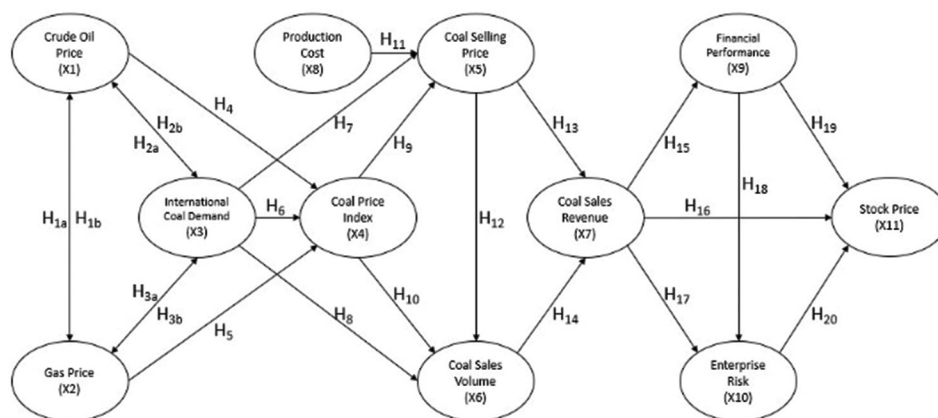 Crude Oil
Price
(X1)
Production
Cost
(X8)
H11
Coal Selling
Price
(X5)
Financial
Performance
(X9)
H4
H2b
H2a
H7
H9
H13
H15
H19
International
Coal Demand
(X3)
H6
Coal Price
Index
(X4)
H12
Coal Sales
Revenue
(X7)
H18
H16
Stock Price
(X11)
H1a
H1b
H3a
H3b
H5
H8
H10
H14
H17
H20
Gas Price
(X2)
Coal Sales
Volume
(X6)
Enterprise
Risk
(X10)